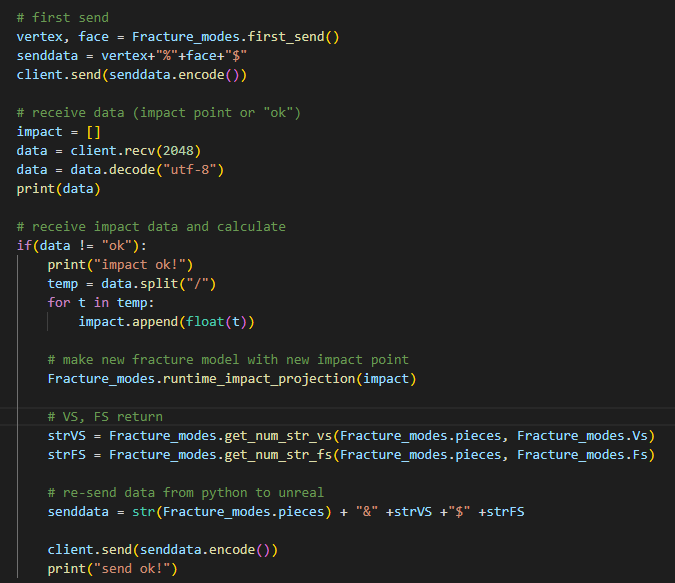 # first send
vertex, face = Fracture_modes.first_send()
senddata = vertex+"%"+face+"$"
client.send(senddata.encode())
# receive data (impact point or "ok")
impact = []
data = client.recv(2048)
data = data.decode("utf-8")
print(data)
# receive impact data and calculate
if(data != "ok"):
print("impact ok!")
temp = data.split("/")
for t in temp:
impact.append(float(t))
# make new fracture model with new impact point
Fracture_modes.runtime_impact_projection(impact)
# VS, FS return
strVS = Fracture_modes.get_num_str_vs(Fracture_modes.pieces, Fracture_modes.Vs)
strFS = Fracture_modes.get_num_str_fs(Fracture_modes.pieces, Fracture_modes.Fs)
# re-send data from python to unreal
senddata = str(Fracture_modes.pieces) + "&" +strVS +"$" +strFS
client.send(senddata.encode())
print("send ok!")